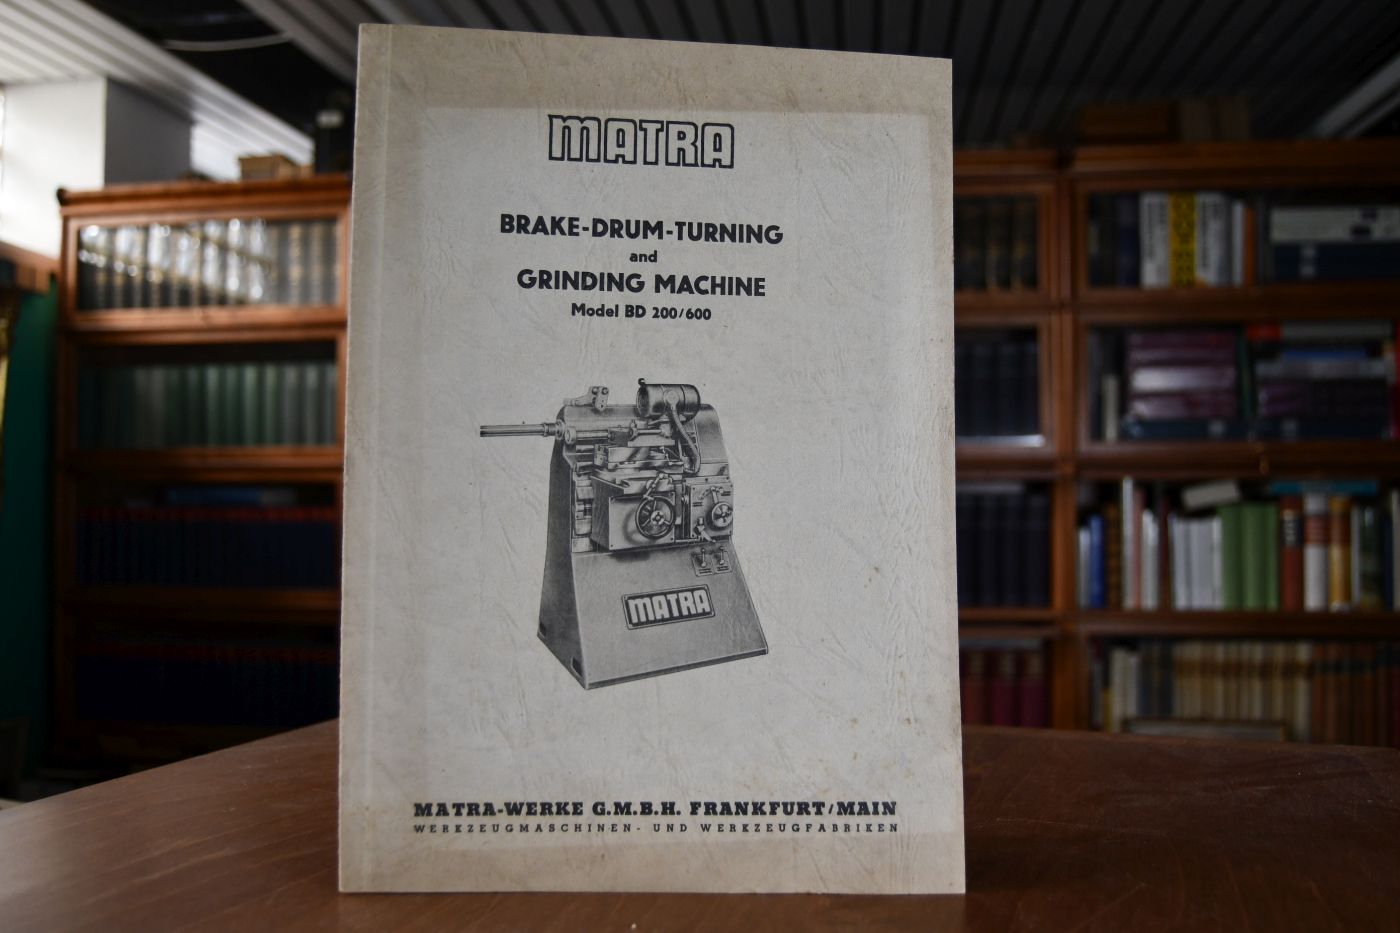 MATRA
BRAKE-DRUM-TURNING
and
GRINDING MACHINE
Model BD 200/600
MATRA
MATRA-WERKE G.M.B.H. FRANKFURT/MAIN
WERKZEUGMASCHINEN- UND WERKZEUGFABRIKEN